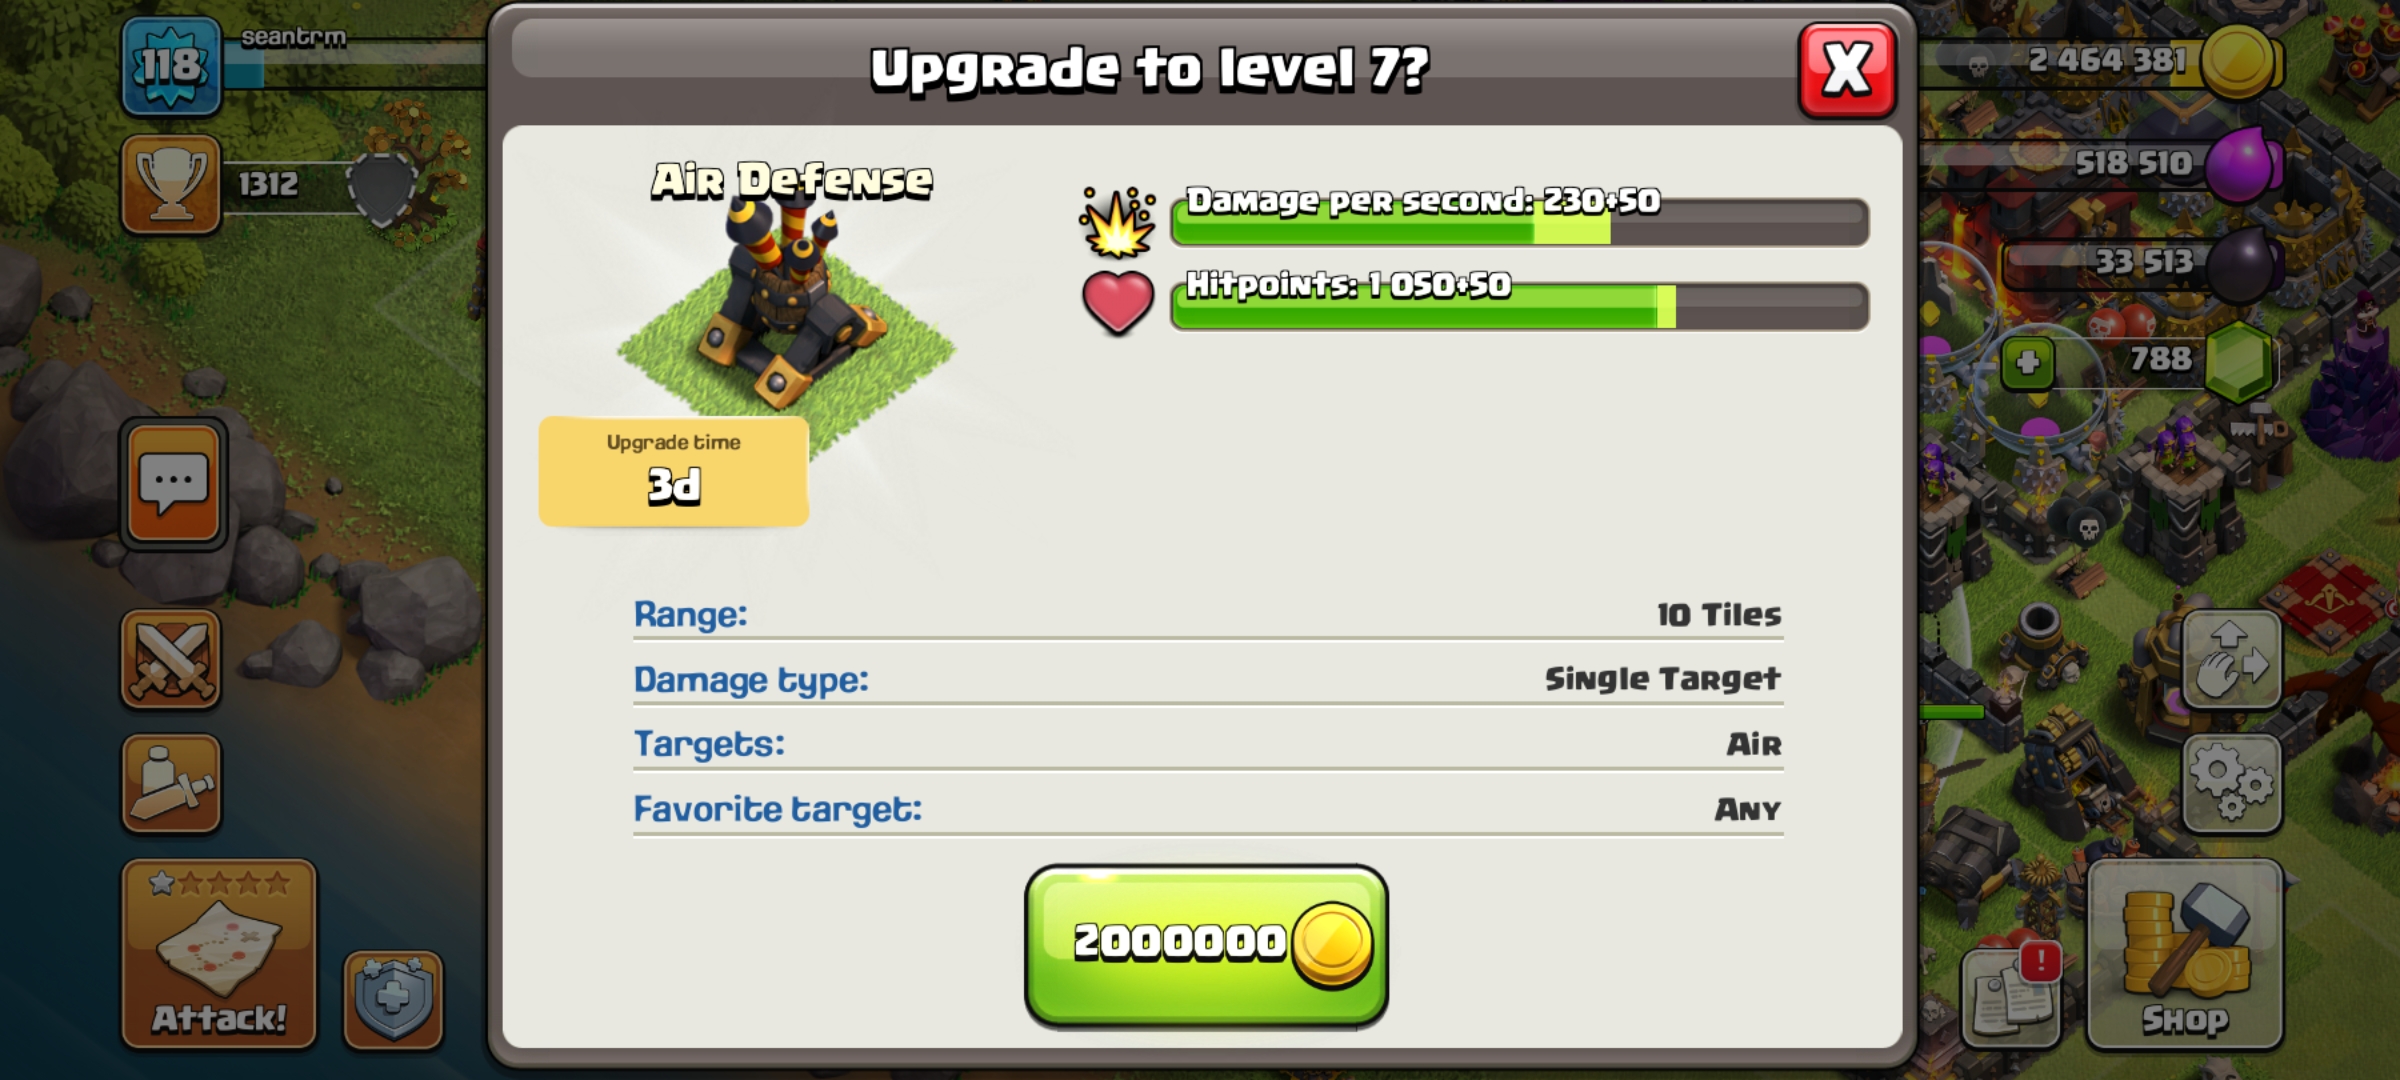 118
seantrm
1312
Upgrade to level 7?
X
2 464 381
518 510
33 513
788
Air Defense
Damage per second: 230+50
Hitpoints: 1 050+50
Upgrade time
3d
Range: 10 Tiles
Damage type: Single Target
Targets: Air
Favorite target: Any
2000000
Attack!
!
Shop